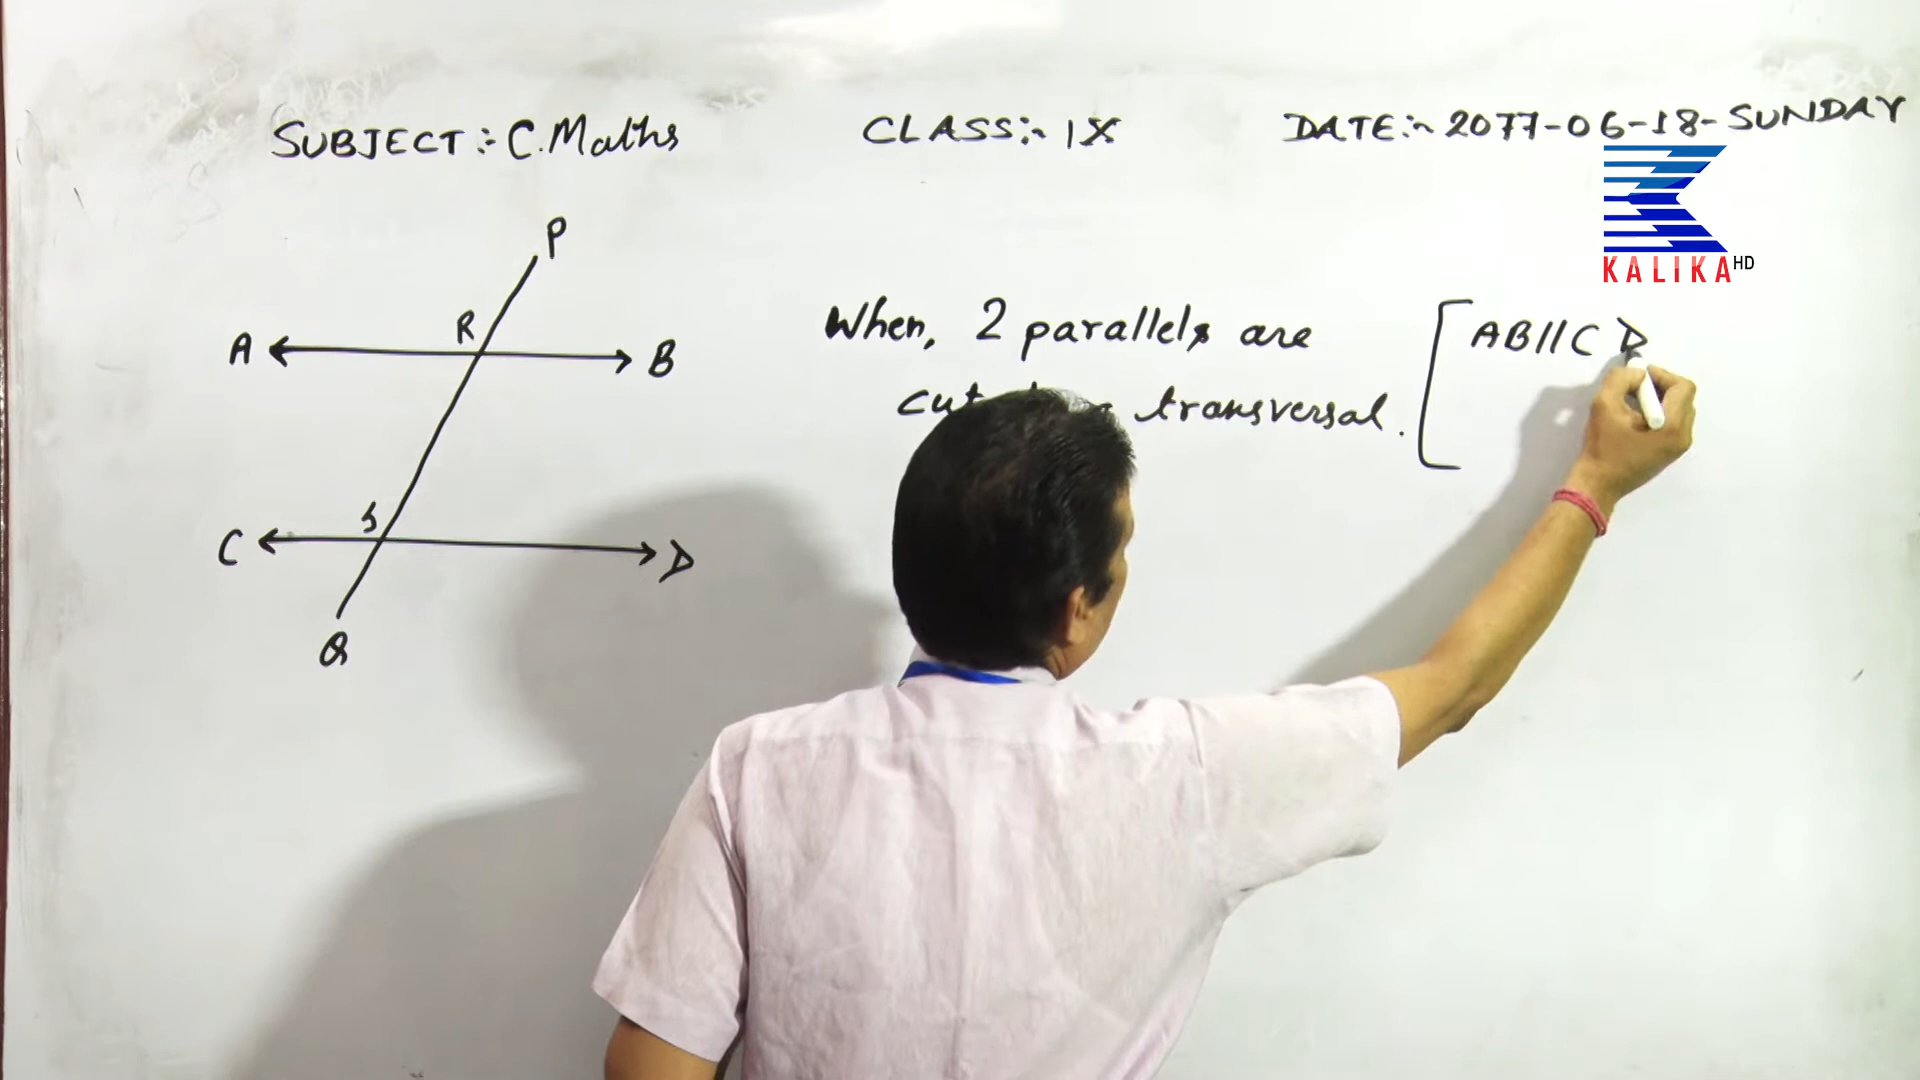 SUBJECT:- C.Maths CLASS:- IX DATE:- 2077-06-18-SUNDAY
KALIKA HD
P
R
A B
When, 2 parallels are
cut transversal.
[AB//CD
S
C D
Q